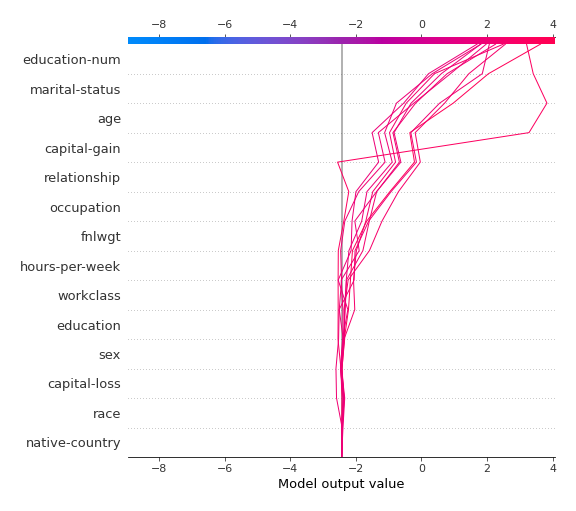 −8 −6 −4 −2 0 2 4
education-num
marital-status
age
capital-gain
relationship
occupation
fnlwgt
hours-per-week
workclass
education
sex
capital-loss
race
native-country
−8 −6 −4 −2 0 2 4
Model output value